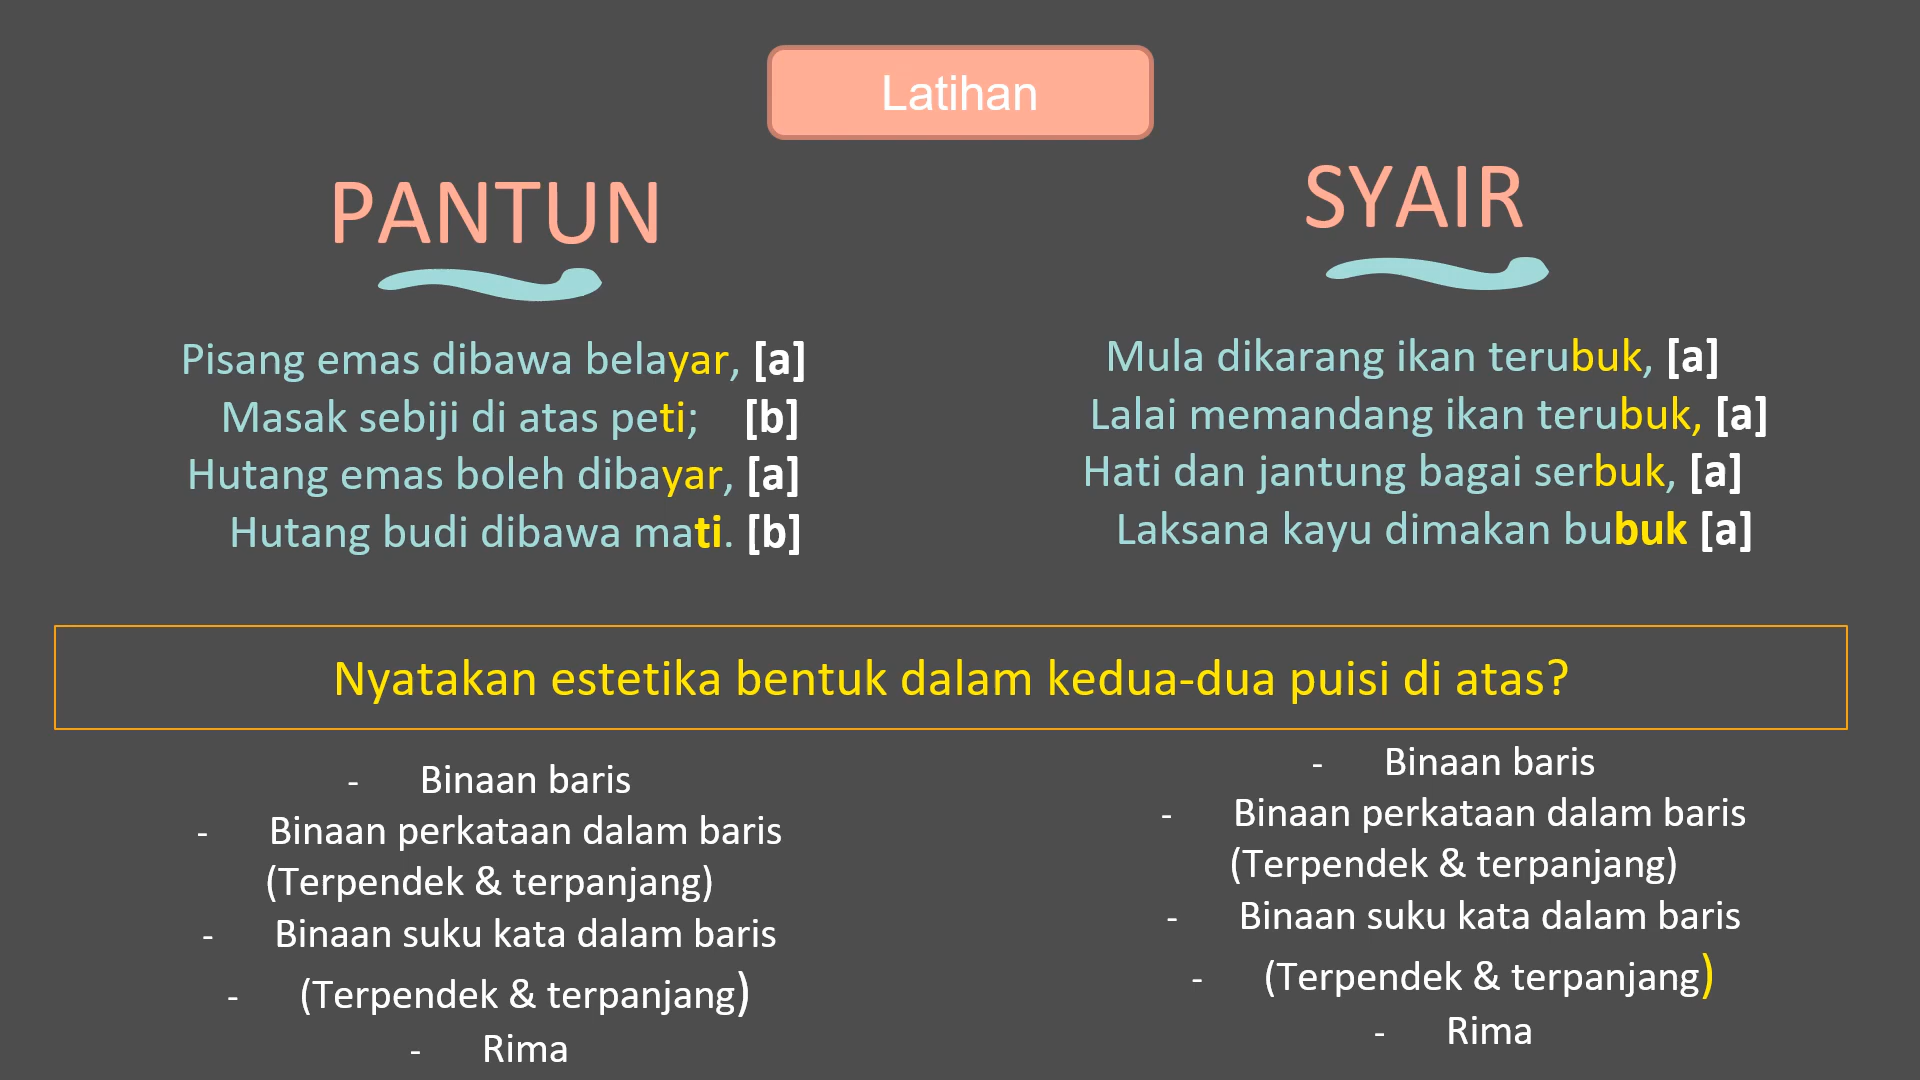 Latihan
PANTUN
Pisang emas dibawa belayar, [a]
Masak sebiji di atas peti; [b]
Hutang emas boleh dibayar, [a]
Hutang budi dibawa mati. [b]
SYAIR
Mula dikarang ikan terubuk, [a]
Lalai memandang ikan terubuk, [a]
Hati dan jantung bagai serbuk, [a]
Laksana kayu dimakan bubuk [a]
Nyatakan estetika bentuk dalam kedua-dua puisi di atas?
- Binaan baris
- Binaan perkataan dalam baris
(Terpendek & terpanjang)
- Binaan suku kata dalam baris
- (Terpendek & terpanjang)
- Rima
- Binaan baris
- Binaan perkataan dalam baris
(Terpendek & terpanjang)
- Binaan suku kata dalam baris
- (Terpendek & terpanjang)
- Rima